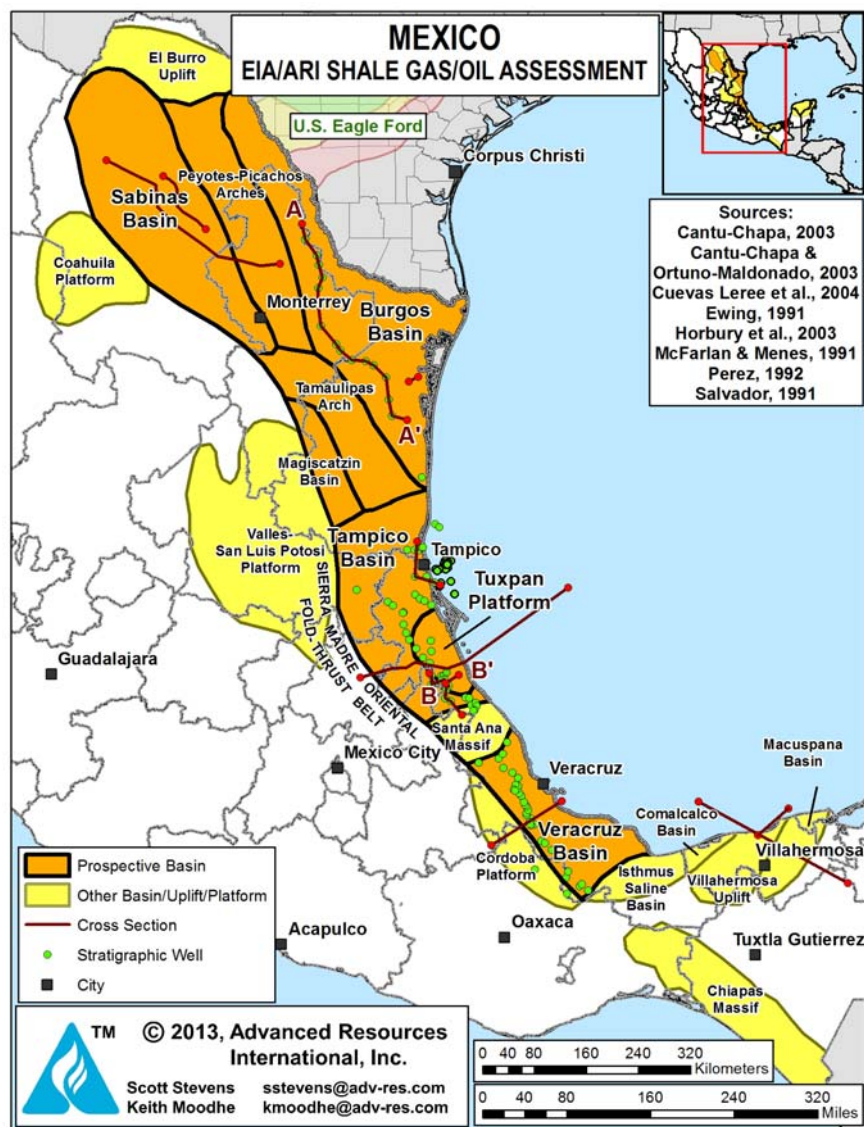 MEXICO
EIA/ARI SHALE GAS/OIL ASSESSMENT
El Burro
Uplift
U.S. Eagle Ford
Corpus Christi
Peyotes-Picachos
Arches
Sabinas
Basin
A
Coahuila
Platform
Monterrey
Burgos
Basin
Tamaulipas
Arch
A'
Magiscatzin
Basin
Sources:
Cantu-Chapa, 2003
Cantu-Chapa &
Ortuno-Maldonado, 2003
Cuevas Leree et al., 2004
Ewing, 1991
Horbury et al., 2003
McFarlan & Menes, 1991
Perez, 1992
Salvador, 1991
Valles-
San Luis Potosi
Platform
Tampico
Basin
Tampico
Tuxpan
Platform
SIERRA MADRE ORIENTAL
FOLD-THRUST BELT
Guadalajara
B
B'
Santa Ana
Massif
Mexico City
Veracruz
Macuspana
Basin
Comalcalco
Basin
Veracruz
Basin
Cordoba
Platform
Isthmus
Saline
Basin
Villahermosa
Villahermosa
Uplift
Oaxaca
Acapulco
Tuxtla Gutierrez
Chiapas
Massif
Prospective Basin
Other Basin/Uplift/Platform
Cross Section
Stratigraphic Well
City
TM
© 2013, Advanced Resources
International, Inc.
Scott Stevens sstevens@adv-res.com
Keith Moodhe kmoodhe@adv-res.com
0 40 80 160 240 320
Kilometers
0 40 80 160 240 320
Miles